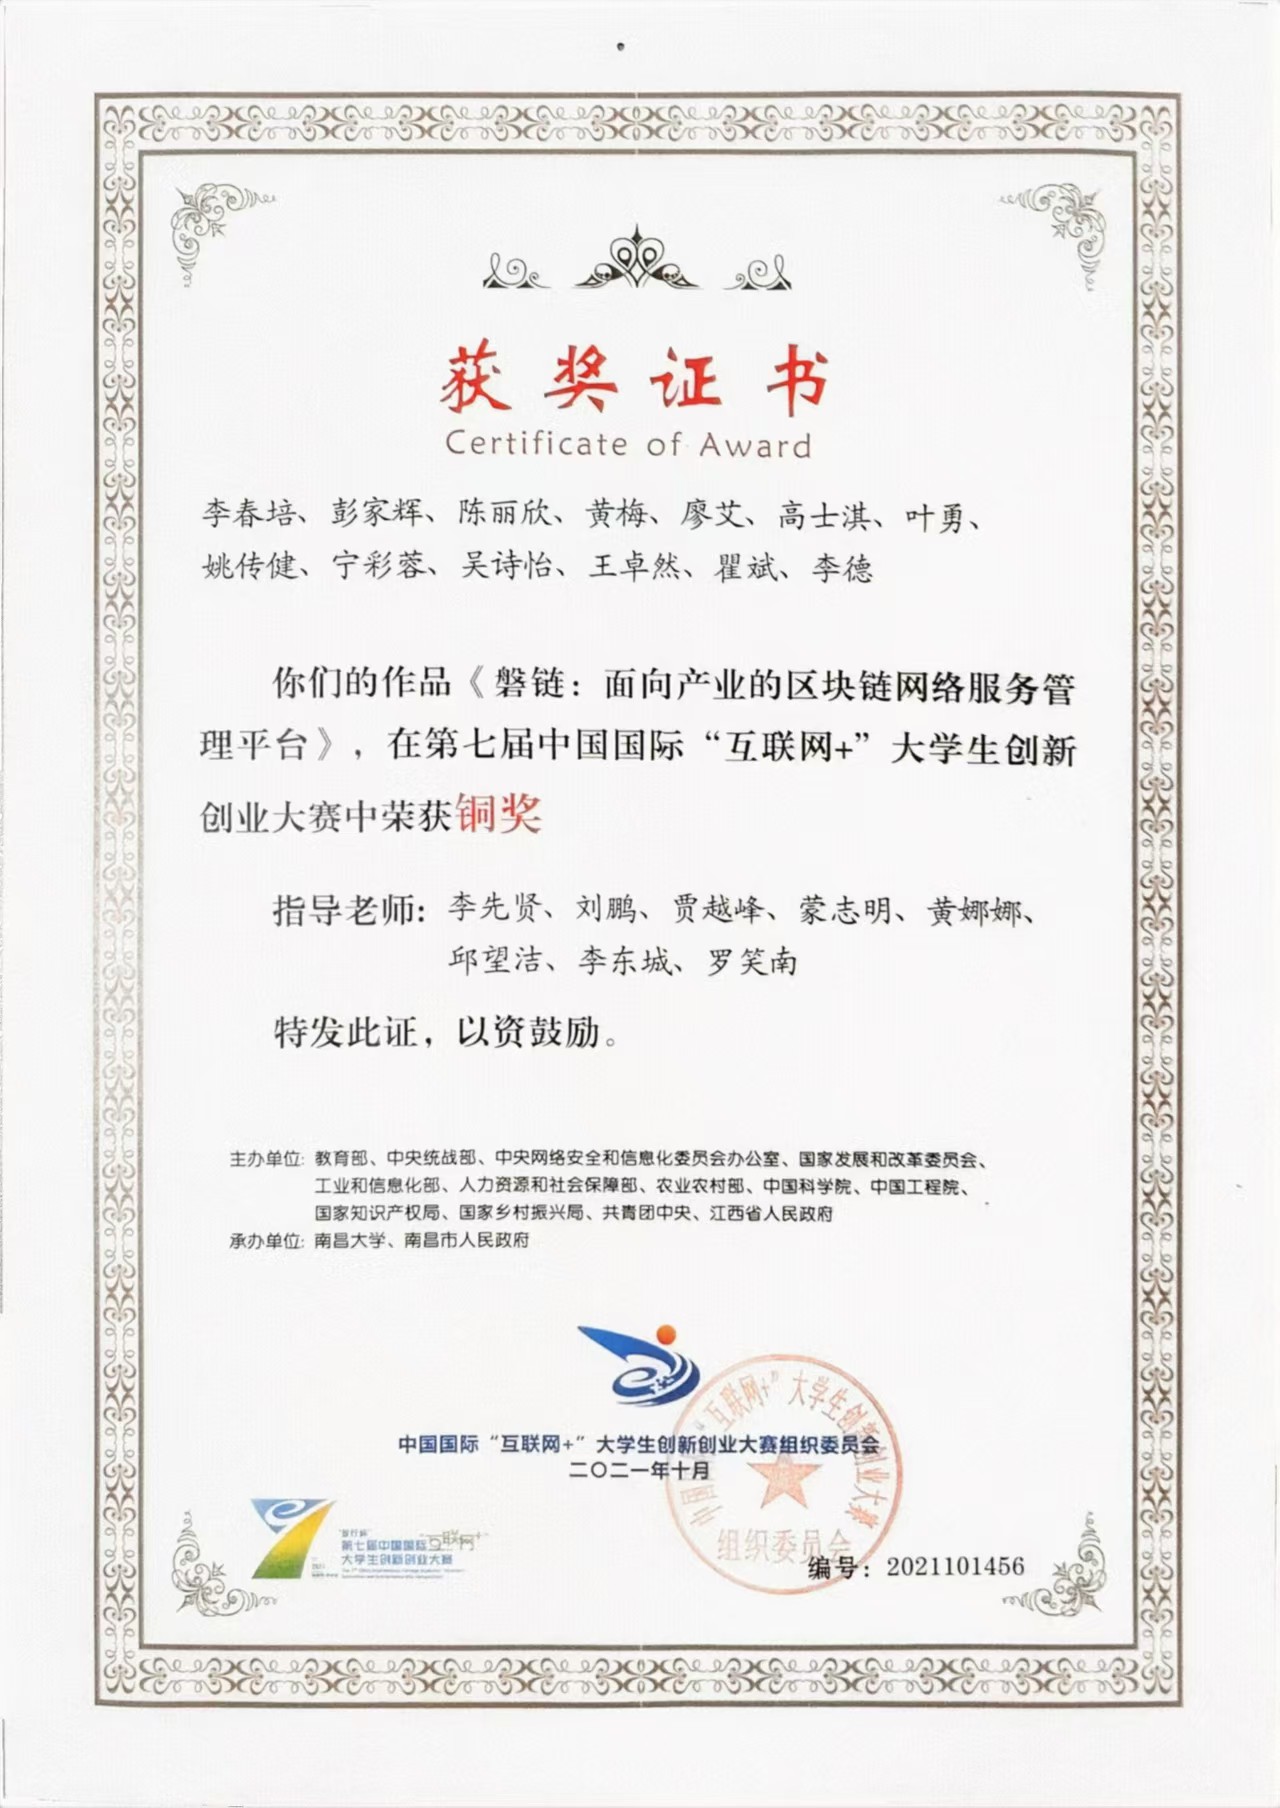 获奖证书
Certificate of Award
李春培、彭家辉、陈丽欣、黄梅、廖艾、高士淇、叶勇、
姚传健、宁彩蓉、吴诗怡、王卓然、瞿斌、李德
你们的作品《磐链：面向产业的区块链网络服务管
理平台》，在第七届中国国际“互联网+”大学生创新
创业大赛中荣获铜奖
指导老师：李先贤、刘鹏、贾越峰、蒙志明、黄娜娜、
邱望洁、李东城、罗笑南
特发此证，以资鼓励。
主办单位：教育部、中央统战部、中央网络安全和信息化委员会办公室、国家发展和改革委员会、
工业和信息化部、人力资源和社会保障部、农业农村部、中国科学院、中国工程院、
国家知识产权局、国家乡村振兴局、共青团中央、江西省人民政府
承办单位：南昌大学、南昌市人民政府
中国国际“互联网+”大学生创新创业大赛组织委员会
二〇二一年十月
中国国际“互联网+”大学生创新创业大赛
组织委员会
第七届中国国际“互联网+”
大学生创新创业大赛
编号：2021101456